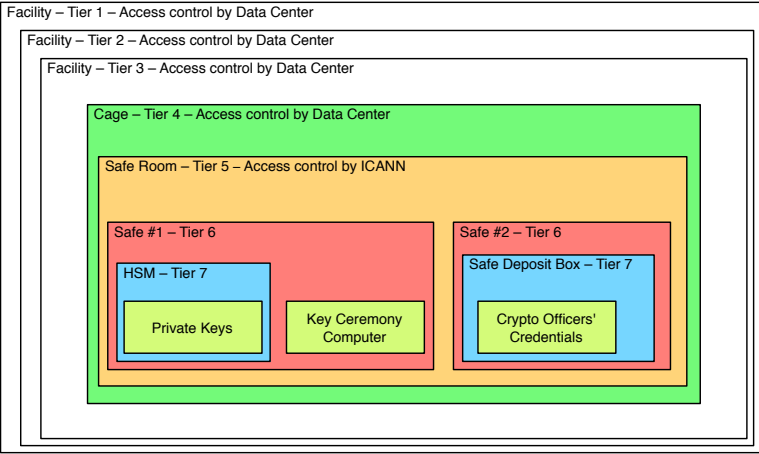 Facility – Tier 1 – Access control by Data Center
Facility – Tier 2 – Access control by Data Center
Facility – Tier 3 – Access control by Data Center
Cage – Tier 4 – Access control by Data Center
Safe Room – Tier 5 – Access control by ICANN
Safe #1 – Tier 6
HSM – Tier 7
Private Keys
Key Ceremony
Computer
Safe #2 – Tier 6
Safe Deposit Box – Tier 7
Crypto Officers'
Credentials